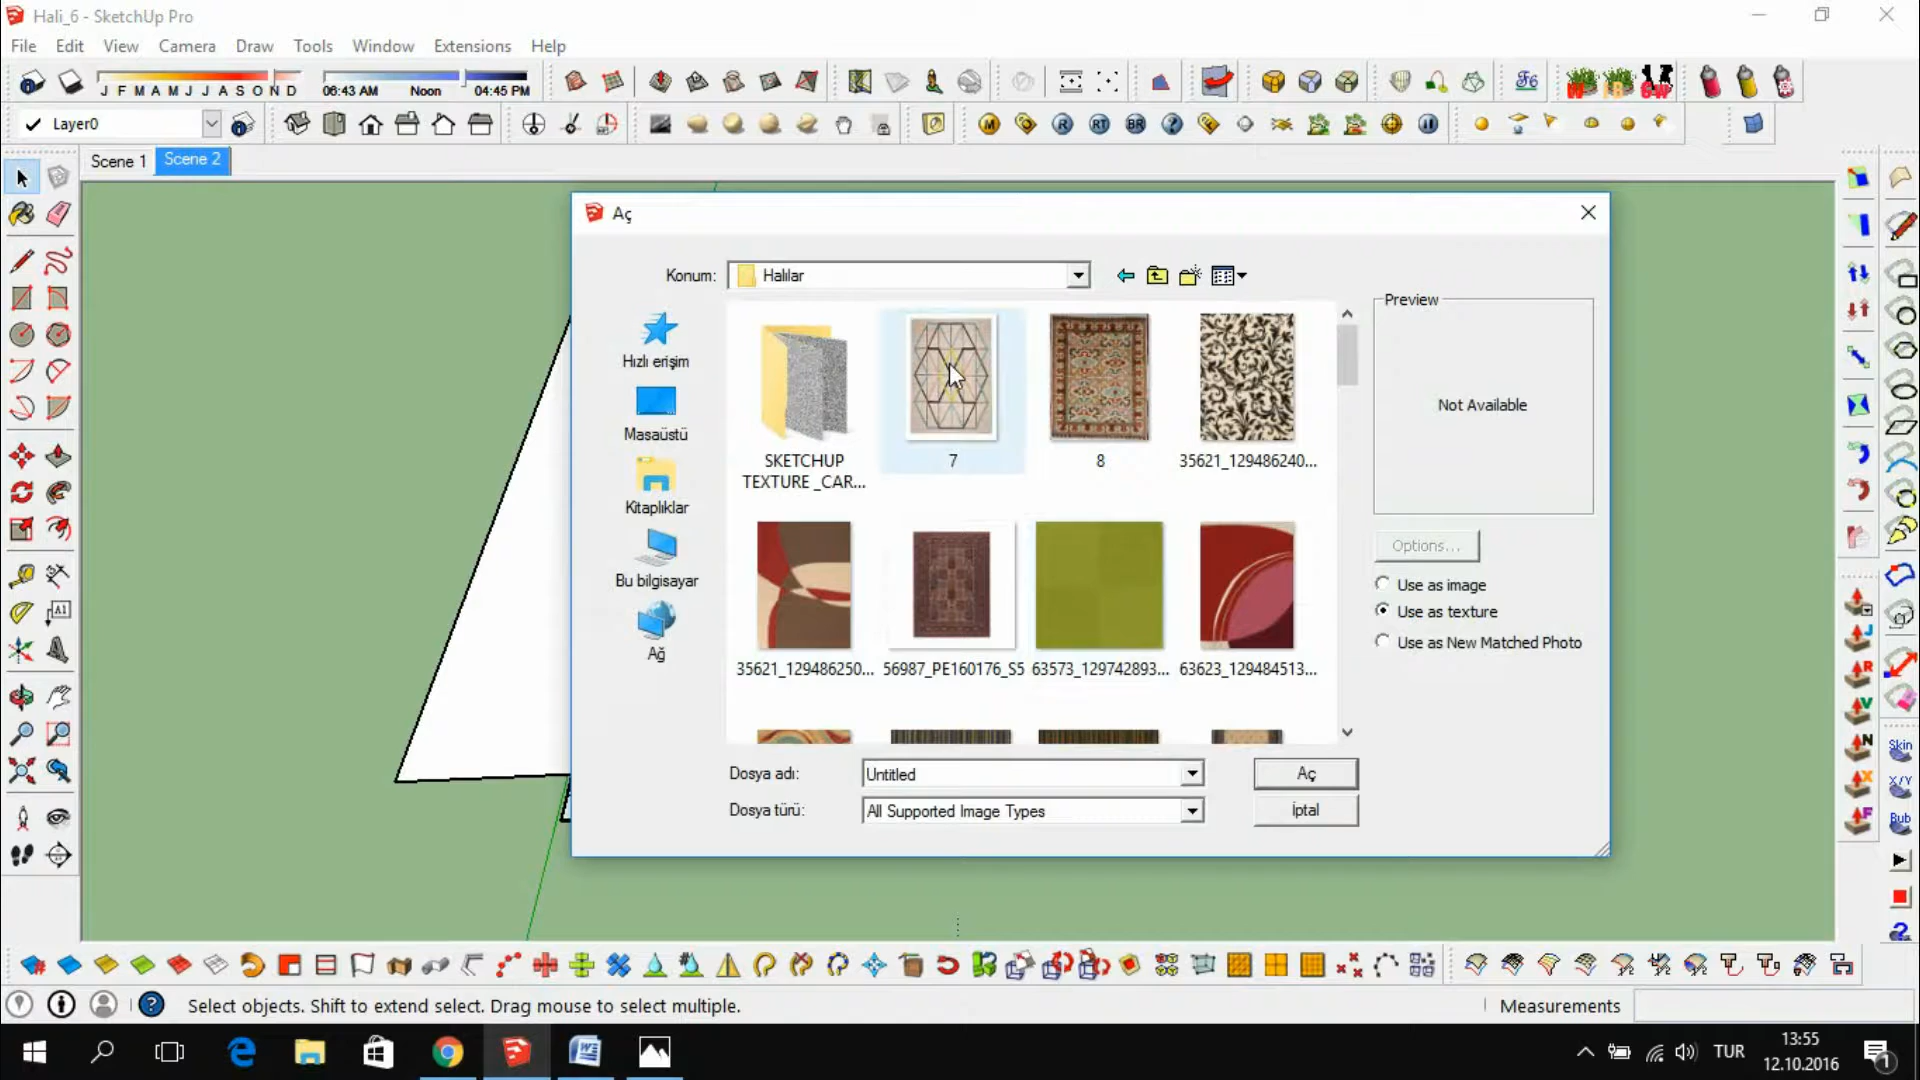 Hali_6 - SketchUp Pro
File Edit View Camera Draw Tools Window Extensions Help
J F M A M J J A S O N D 06:43 AM Noon 04:45 PM
Layer0
Scene 1 Scene 2
Aç
Konum: Halılar
Hızlı erişim
Masaüstü
Kitaplıklar
Bu bilgisayar
Ağ
SKETCHUP
TEXTURE _CAR...
7
8
35621_129486240...
35621_129486250...
56987_PE160176_S5
63573_129742893...
63623_129484513...
Preview
Not Available
Options...
Use as image
Use as texture
Use as New Matched Photo
Dosya adı: Untitled Aç
Dosya türü: All Supported Image Types İptal
Skin
X/Y
Bub
Select objects. Shift to extend select. Drag mouse to select multiple.
Measurements
TUR
13:55
12.10.2016
1